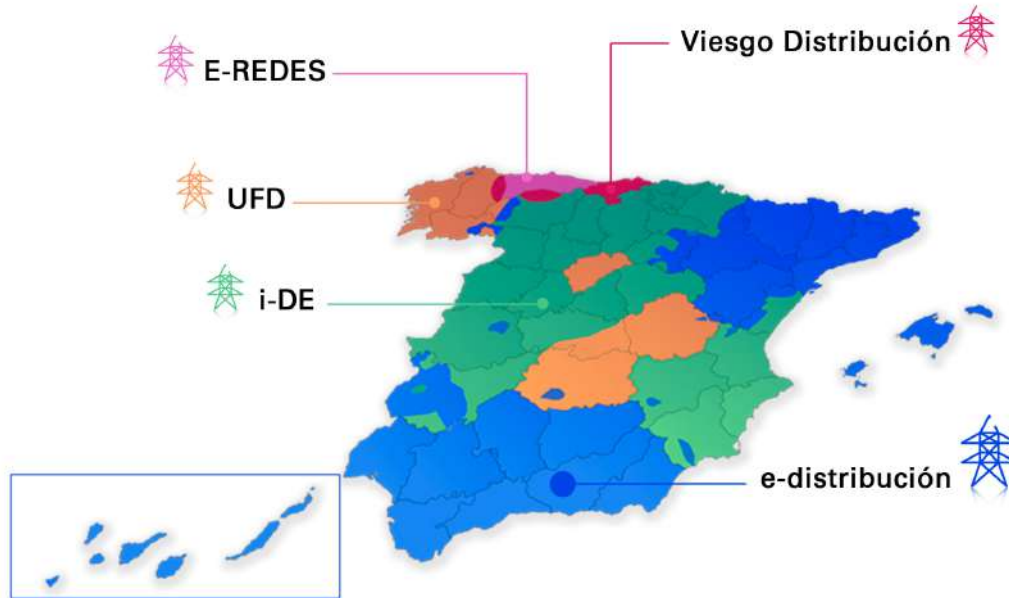 Viesgo Distribución
E-REDES
UFD
i-DE
e-distribución